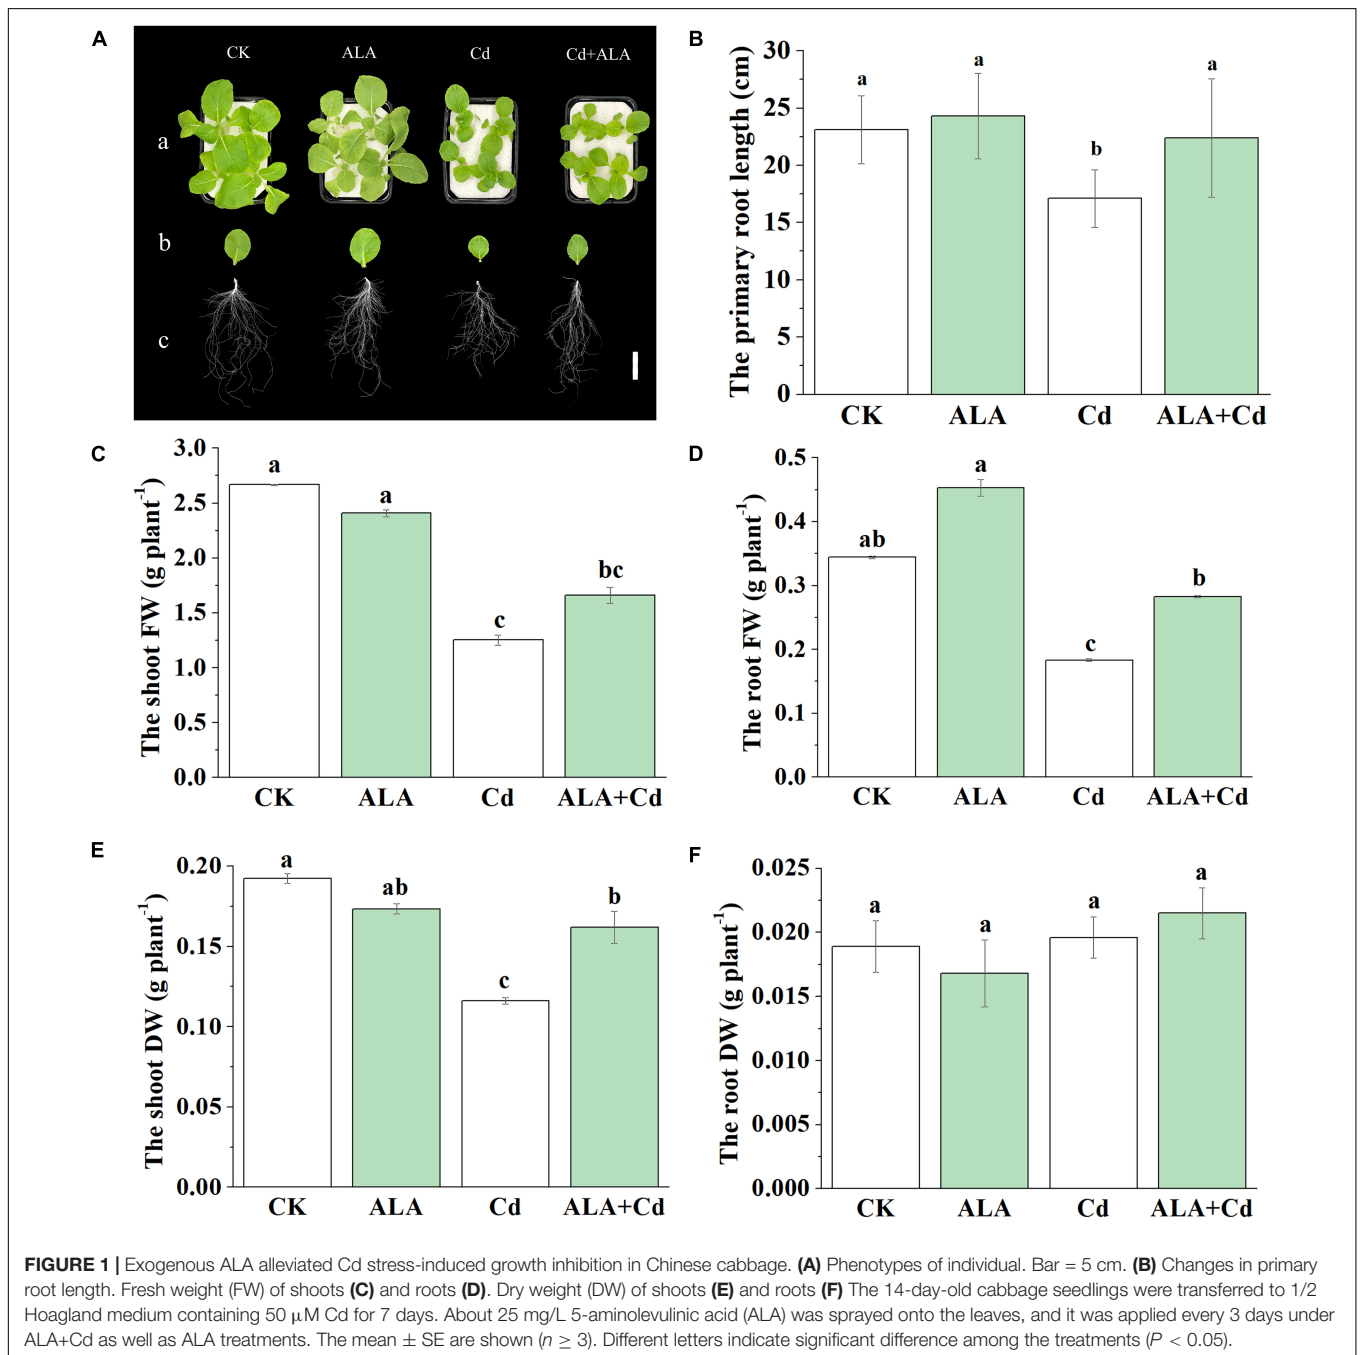 A
CK ALA Cd Cd+ALA
a
b
c
B
The primary root length (cm)
30
25
20
15
10
5
0
a a b a
CK ALA Cd ALA+Cd
C
The shoot FW (g plant⁻¹)
3.0
2.5
2.0
1.5
1.0
0.5
0.0
a a c bc
CK ALA Cd ALA+Cd
D
The root FW (g plant⁻¹)
0.5
0.4
0.3
0.2
0.1
0.0
ab a c b
CK ALA Cd ALA+Cd
E
The shoot DW (g plant⁻¹)
0.20
0.15
0.10
0.05
0.00
a ab c b
CK ALA Cd ALA+Cd
F
The root DW (g plant⁻¹)
0.025
0.020
0.015
0.010
0.005
0.000
a a a a
CK ALA Cd ALA+Cd
FIGURE 1 | Exogenous ALA alleviated Cd stress-induced growth inhibition in Chinese cabbage. (A) Phenotypes of individual. Bar = 5 cm. (B) Changes in primary
root length. Fresh weight (FW) of shoots (C) and roots (D). Dry weight (DW) of shoots (E) and roots (F) The 14-day-old cabbage seedlings were transferred to 1/2
Hoagland medium containing 50 μM Cd for 7 days. About 25 mg/L 5-aminolevulinic acid (ALA) was sprayed onto the leaves, and it was applied every 3 days under
ALA+Cd as well as ALA treatments. The mean ± SE are shown (n ≥ 3). Different letters indicate significant difference among the treatments (P < 0.05).